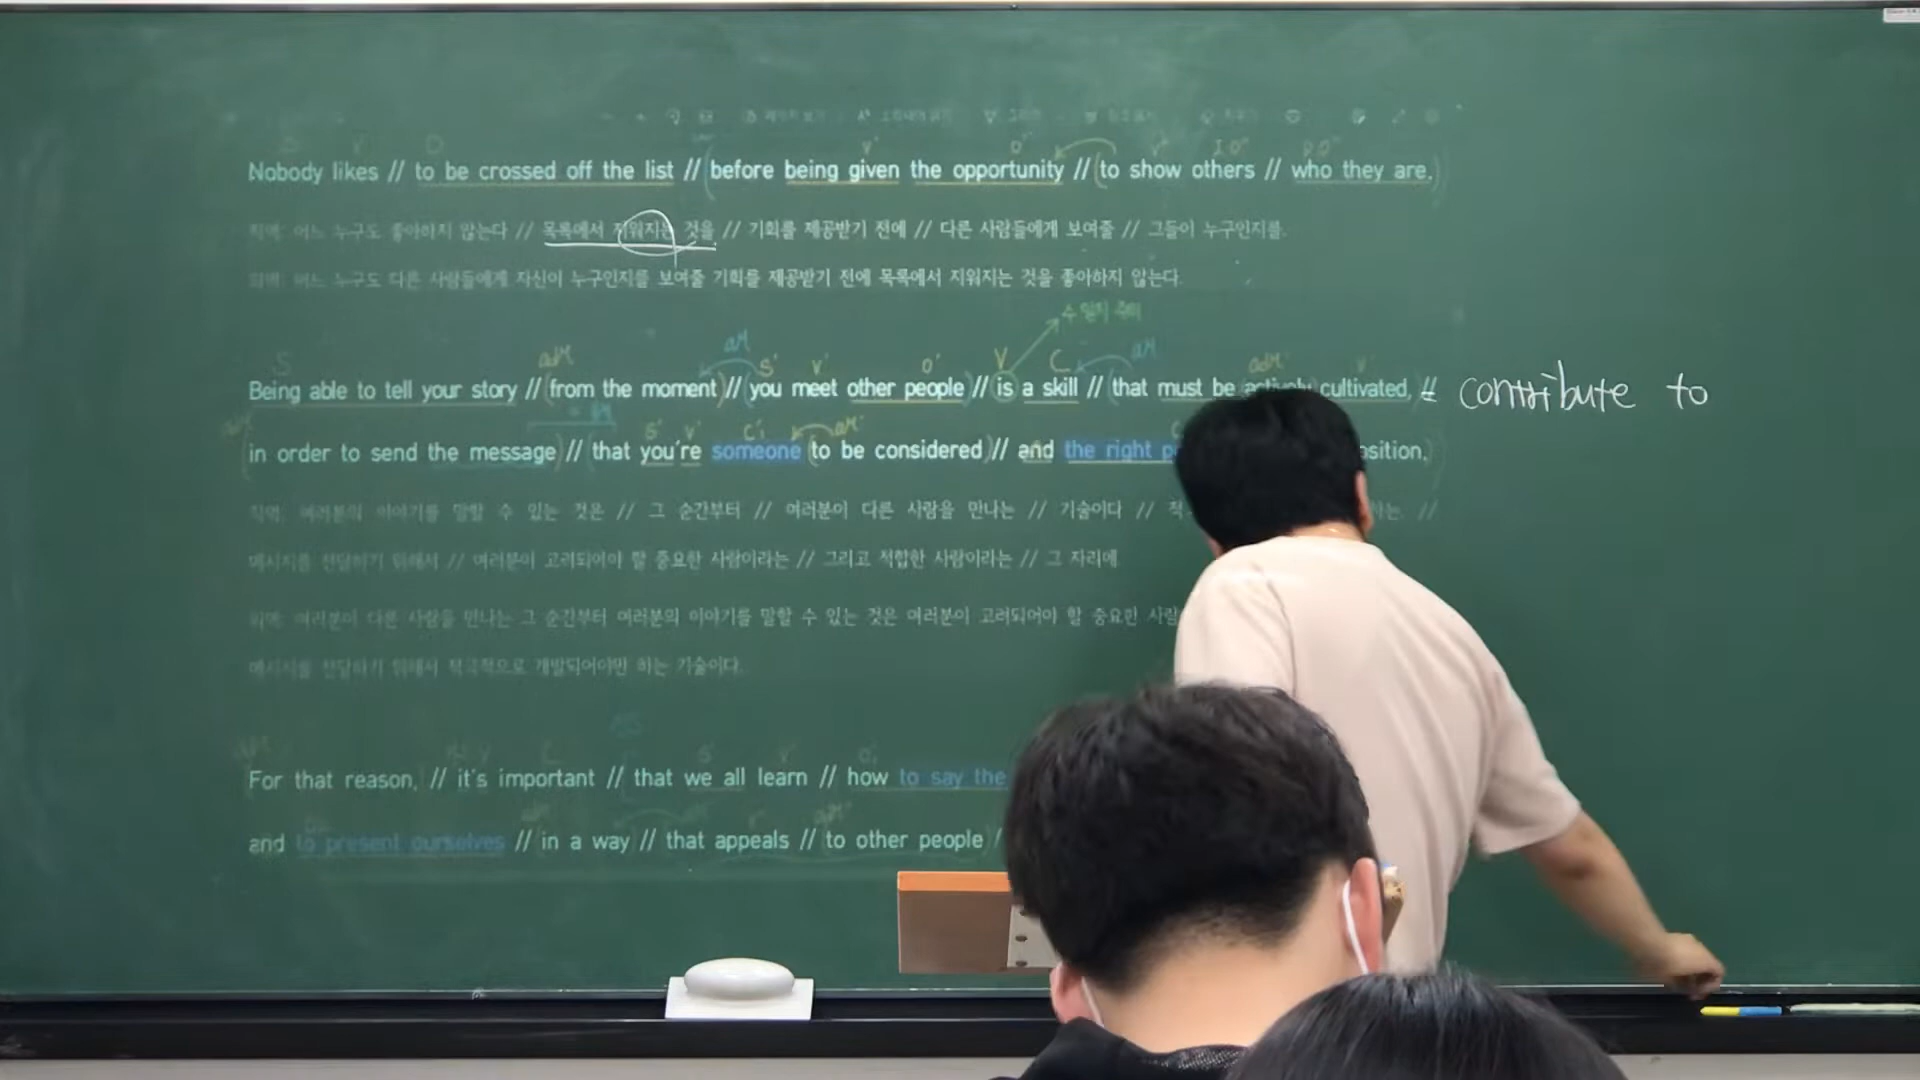 Nobody likes // to be crossed off the list // (before being given the opportunity // (to show others // who they are.)
직역: 어느 누구도 좋아하지 않는다 // 목록에서 지워지는 것을 // 기회를 제공받기 전에 // 다른 사람들에게 보여줄 // 그들이 누구인지를.
의역: 어느 누구도 다른 사람들에게 자신이 누구인지를 보여줄 기회를 제공받기 전에 목록에서 지워지는 것을 좋아하지 않는다.
수 일치 주의
Being able to tell your story // (from the moment) // (you meet other people // is a skill // (that must be actively cultivated, // contribute to
(in order to send the message // that you're someone (to be considered) // and the right p sition.)
직역: 여러분의 이야기를 말할 수 있는 것은 // 그 순간부터 // 여러분이 다른 사람을 만나는 // 기술이다 // 하는. //
메시지를 전달하기 위해서 // 여러분이 고려되어야 할 중요한 사람이라는 // 그리고 적합한 사람이라는 // 그 자리에
의역: 여러분이 다른 사람을 만나는 그 순간부터 여러분의 이야기를 말할 수 있는 것은 여러분이 고려되어야 할 중요한 사람
메시지를 전달하기 위해서 적극적으로 개발되어야만 하는 기술이다.
For that reason, // it's important // that we all learn // how to say the
and to present ourselves // in a way // that appeals // to other people /